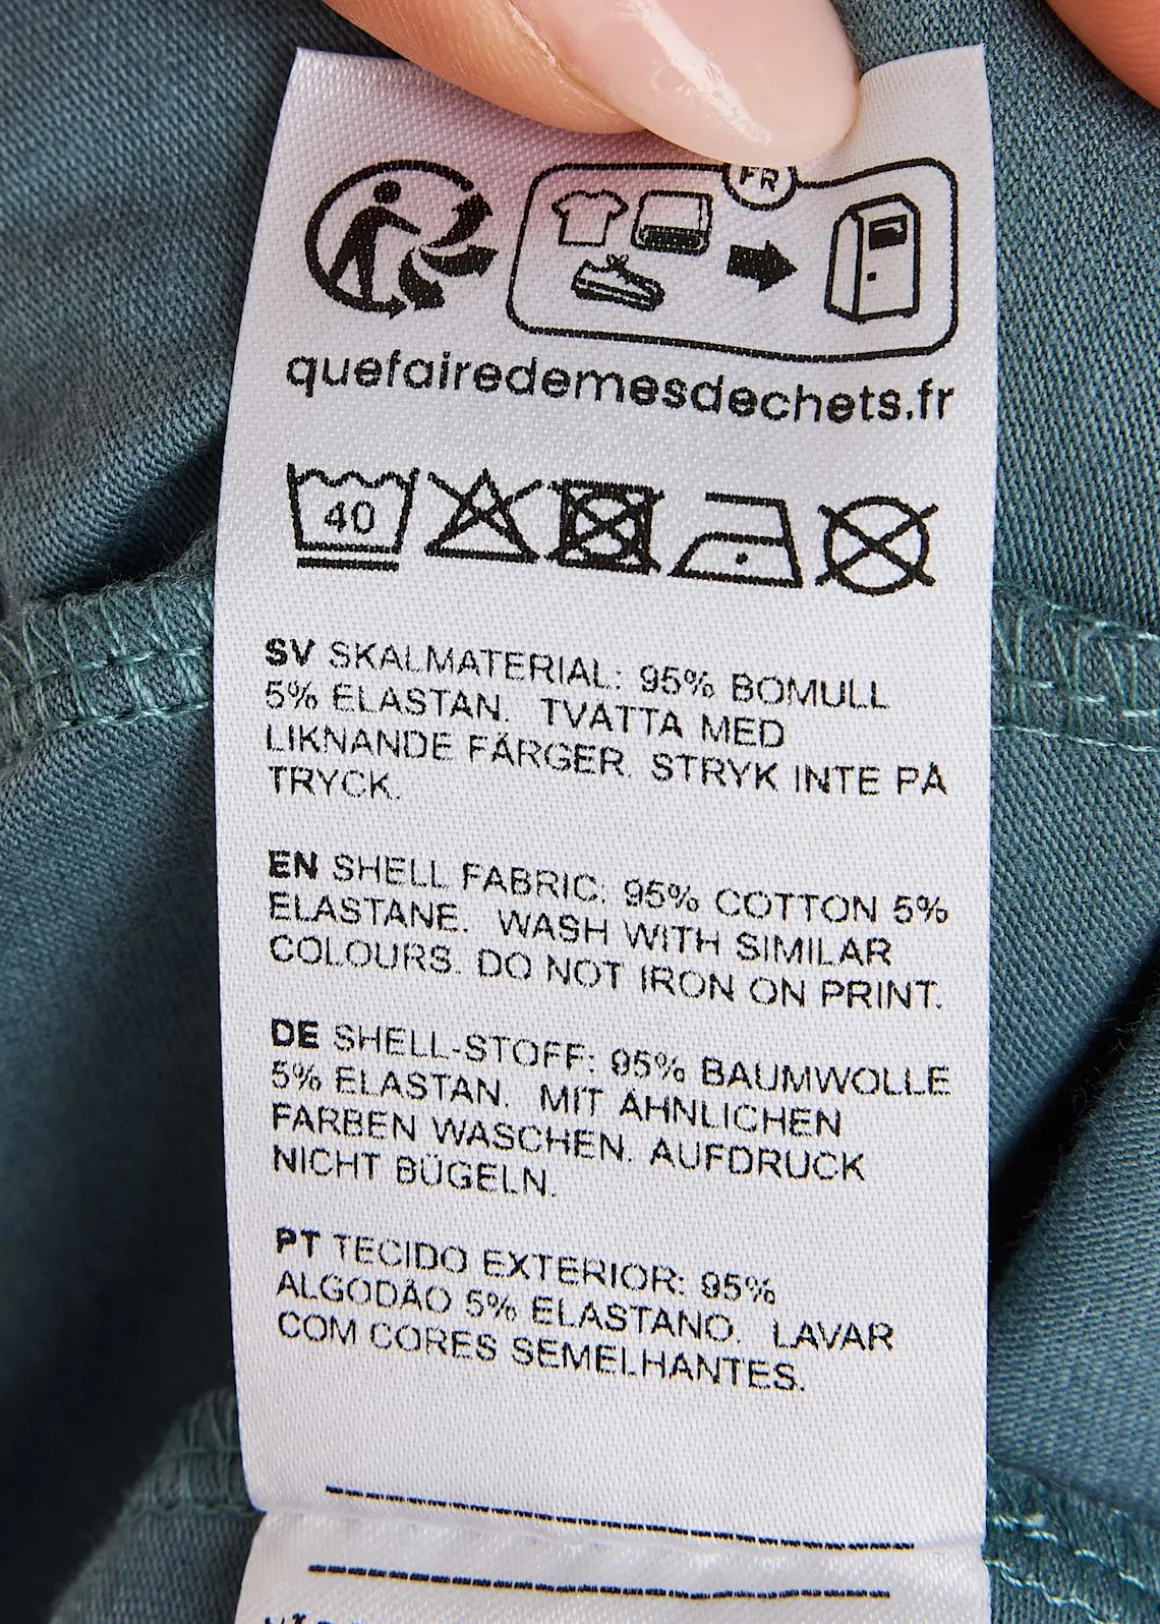 FR
quefairedemesdechets.fr
40
SV SKALMATERIAL: 95% BOMULL
5% ELASTAN. TVÄTTA MED
LIKNANDE FÄRGER. STRYK INTE PÅ
TRYCK.
EN SHELL FABRIC: 95% COTTON 5%
ELASTANE. WASH WITH SIMILAR
COLOURS. DO NOT IRON ON PRINT.
DE SHELL-STOFF: 95% BAUMWOLLE
5% ELASTAN. MIT ÄHNLICHEN
FARBEN WASCHEN. AUFDRUCK
NICHT BÜGELN.
PT TECIDO EXTERIOR: 95%
ALGODÃO 5% ELASTANO. LAVAR
COM CORES SEMELHANTES.